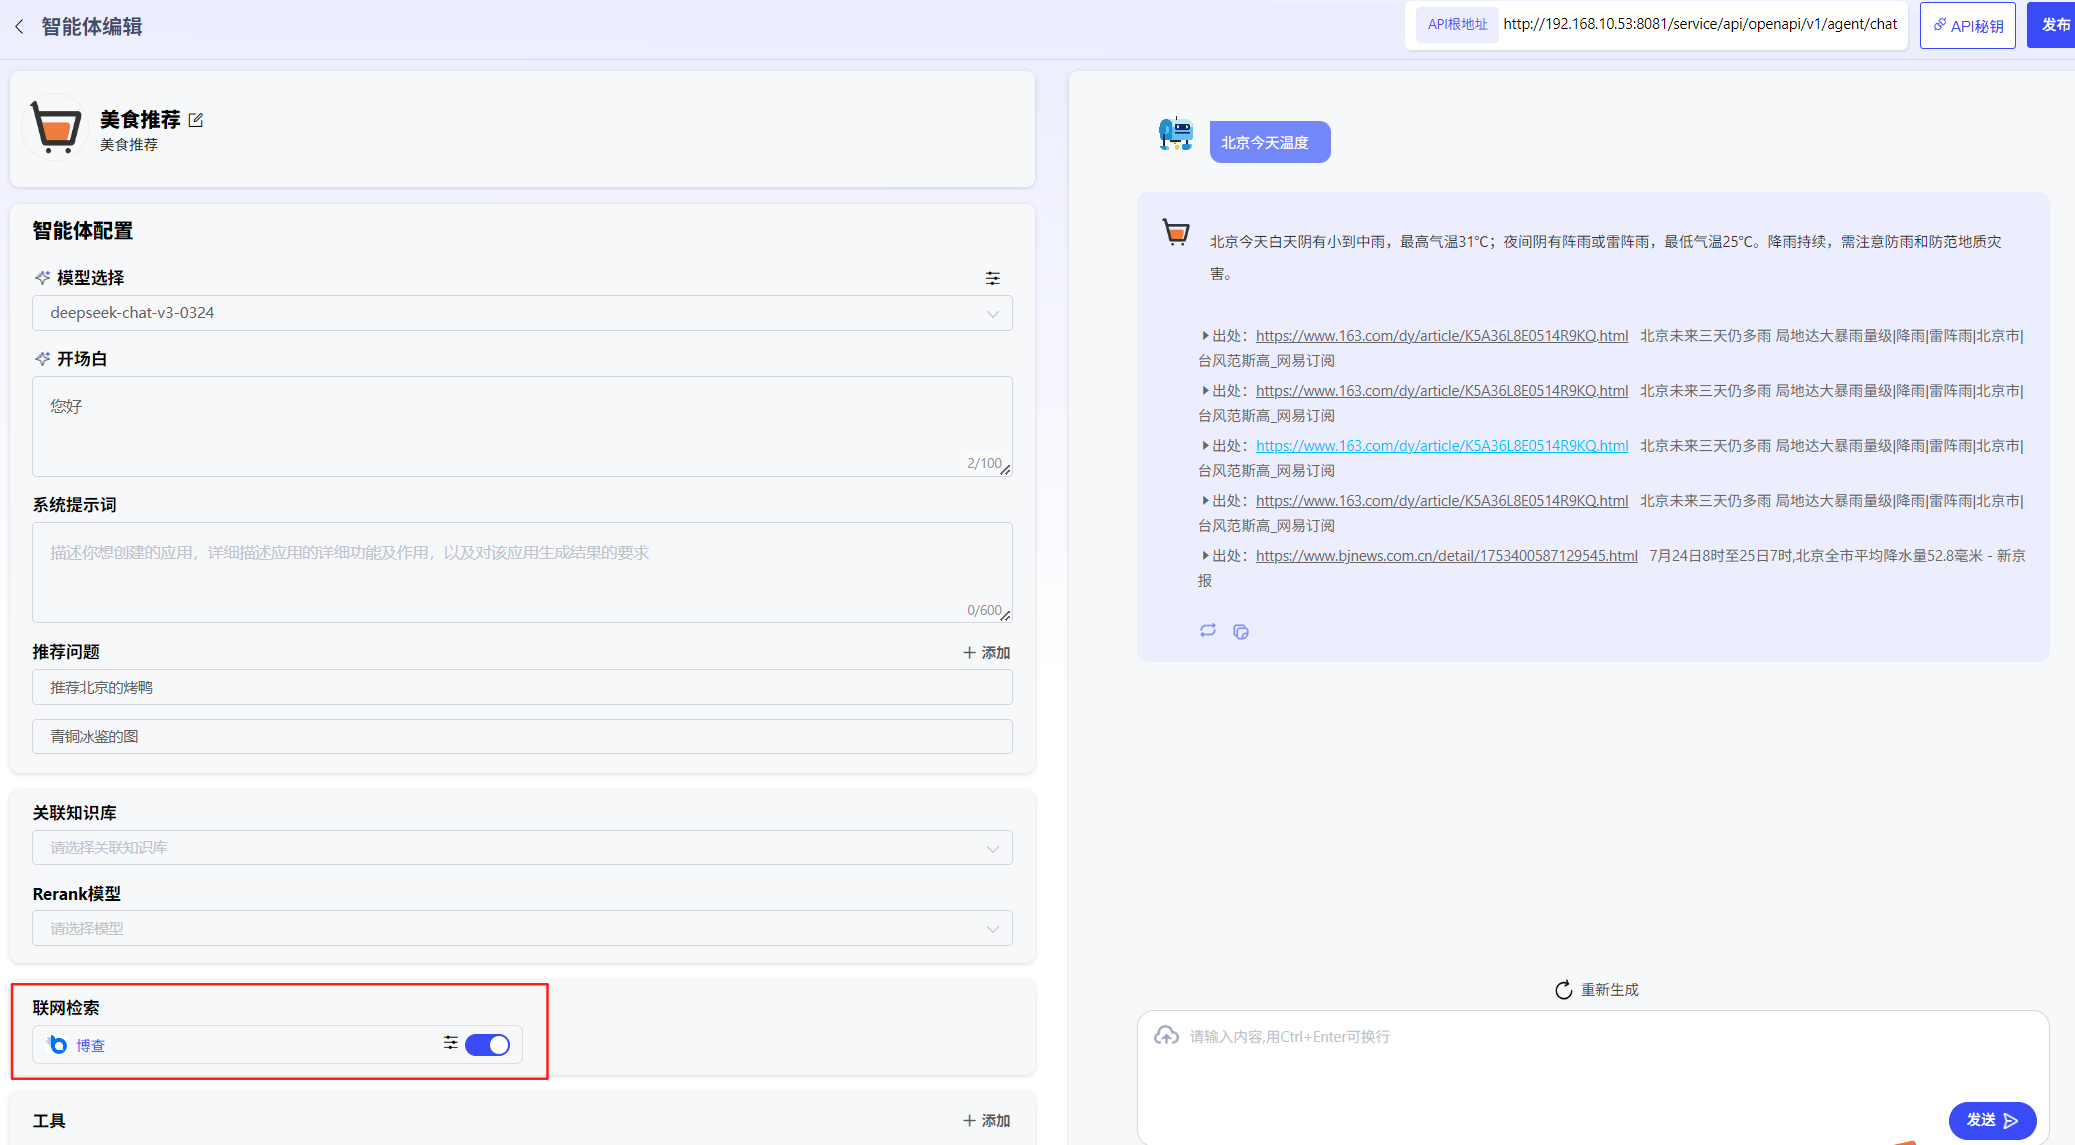 智能体编辑
API根地址 http://192.168.10.53:8081/service/api/openapi/v1/agent/chat
API秘钥
发布
美食推荐
美食推荐
智能体配置
模型选择
deepseek-chat-v3-0324
开场白
您好
2/100
系统提示词
描述你想创建的应用，详细描述应用的详细功能及作用，以及对该应用生成结果的要求
0/600
推荐问题
添加
推荐北京的烤鸭
青铜冰鉴的图
关联知识库
请选择关联知识库
Rerank模型
请选择模型
联网检索
博查
工具
添加
北京今天温度
北京今天白天阴有小到中雨，最高气温31°C；夜间阴有阵雨或雷阵雨，最低气温25°C。降雨持续，需注意防雨和防范地质灾
害。
出处：https://www.163.com/dy/article/K5A36L8E0514R9KQ.html 北京未来三天仍多雨 局地达大暴雨量级|降雨|雷阵雨|北京市|
台风范斯高_网易订阅
出处：https://www.163.com/dy/article/K5A36L8E0514R9KQ.html 北京未来三天仍多雨 局地达大暴雨量级|降雨|雷阵雨|北京市|
台风范斯高_网易订阅
出处：https://www.163.com/dy/article/K5A36L8E0514R9KQ.html 北京未来三天仍多雨 局地达大暴雨量级|降雨|雷阵雨|北京市|
台风范斯高_网易订阅
出处：https://www.163.com/dy/article/K5A36L8E0514R9KQ.html 北京未来三天仍多雨 局地达大暴雨量级|降雨|雷阵雨|北京市|
台风范斯高_网易订阅
出处：https://www.bjnews.com.cn/detail/1753400587129545.html 7月24日8时至25日7时,北京全市平均降水量52.8毫米 - 新京
报
重新生成
请输入内容,用Ctrl+Enter可换行
发送